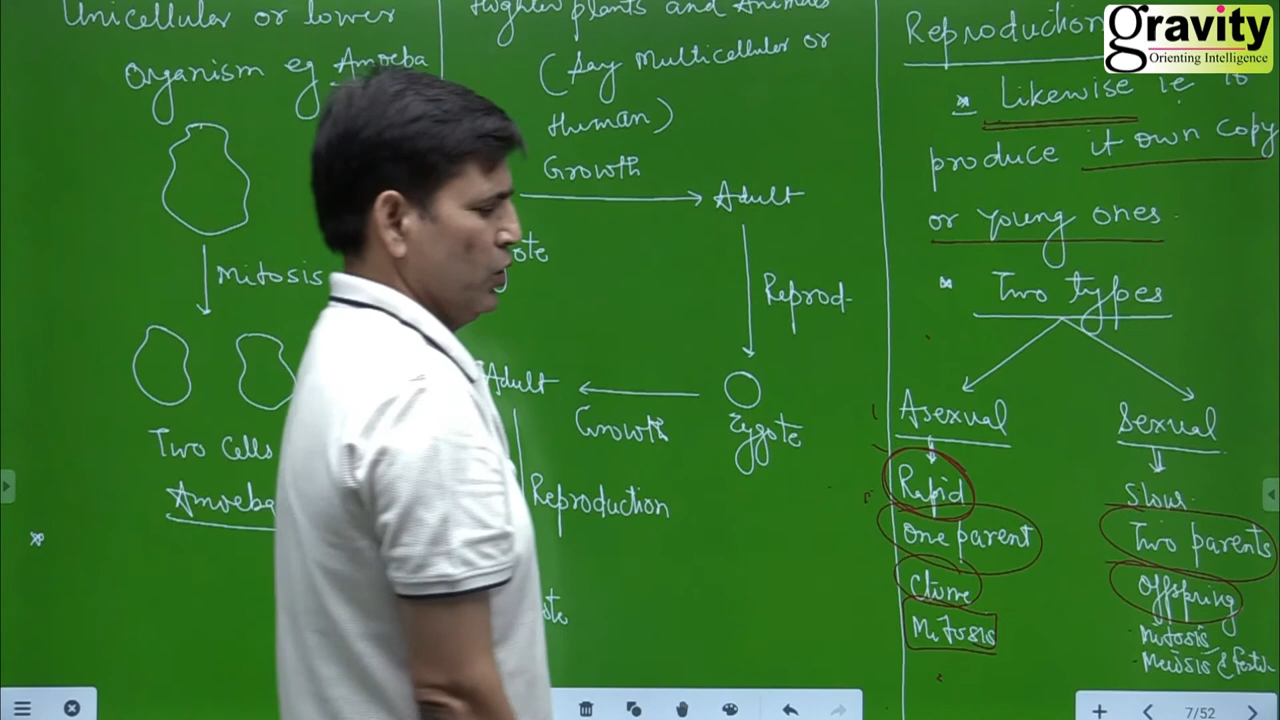 Unicellular or lower
Organism eg Amoeba
Mitosis
Two Cells
Amoeba
Higher plants and Animals
(Say Multicellular or
Human)
Growth
Adult
Reprod-
Zygote
Growth
Adult
Reproduction
Reproduction
* Likewise ie to
produce it own copy
or young ones.
* Two types
Asexual
Rapid
One parent
Clone
Mitosis
Sexual
Slow.
Two parents
Offspring
Mitosis
Meiosis & Fertili
gravity
Orienting Intelligence
7/52